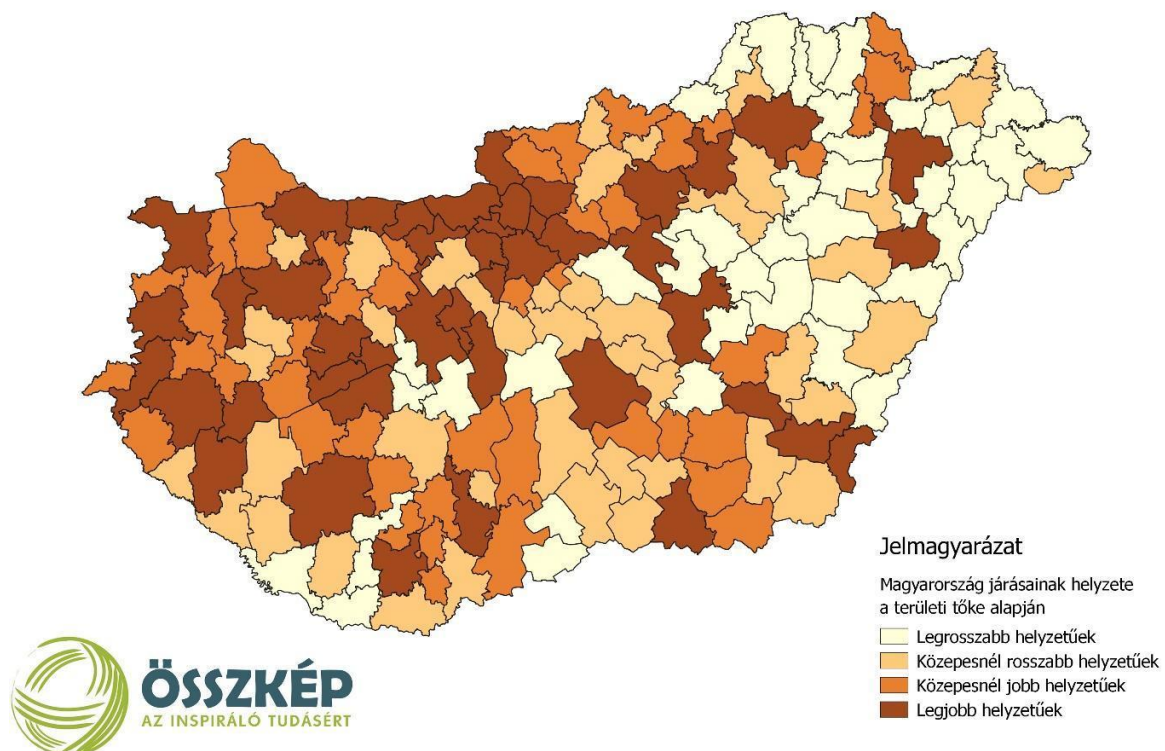 Jelmagyarázat
Magyarország járásainak helyzete
a területi tőke alapján
Legrosszabb helyzetűek
Közepesnél rosszabb helyzetűek
Közepesnél jobb helyzetűek
Legjobb helyzetűek
ÖSSZKÉP
AZ INSPIRÁLÓ TUDÁSÉRT